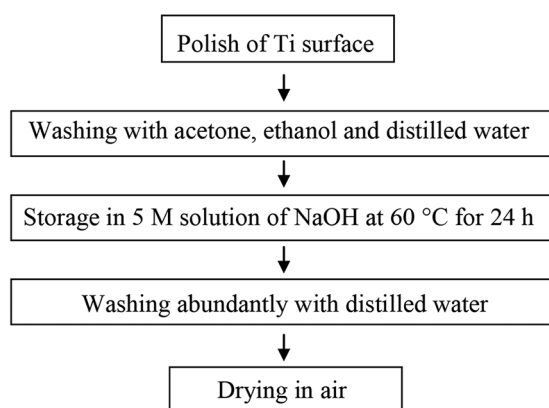 Polish of Ti surface
Washing with acetone, ethanol and distilled water
Storage in 5 M solution of NaOH at 60 °C for 24 h
Washing abundantly with distilled water
Drying in air